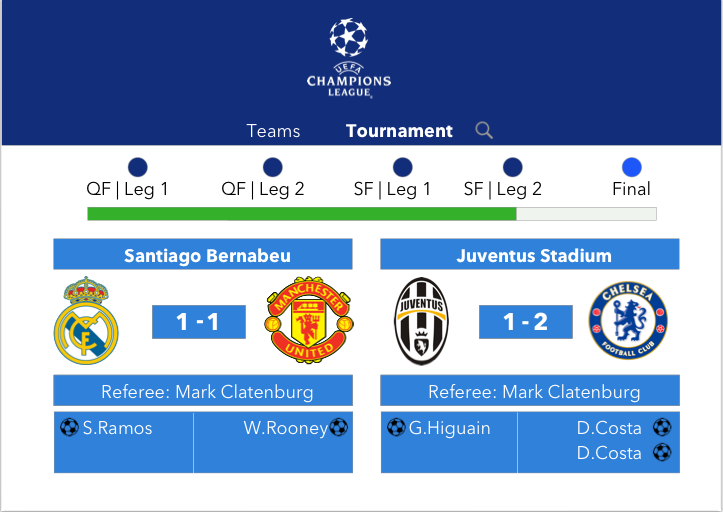 UEFA
CHAMPIONS
LEAGUE
Teams Tournament
QF | Leg 1 QF | Leg 2 SF | Leg 1 SF | Leg 2 Final
Santiago Bernabeu
MANCHESTER
1 - 1
UNITED
Referee: Mark Clatenburg
S.Ramos W.Rooney
Juventus Stadium
JUVENTUS
1 - 2
CHELSEA
FOOTBALL CLUB
Referee: Mark Clatenburg
G.Higuain D.Costa
D.Costa